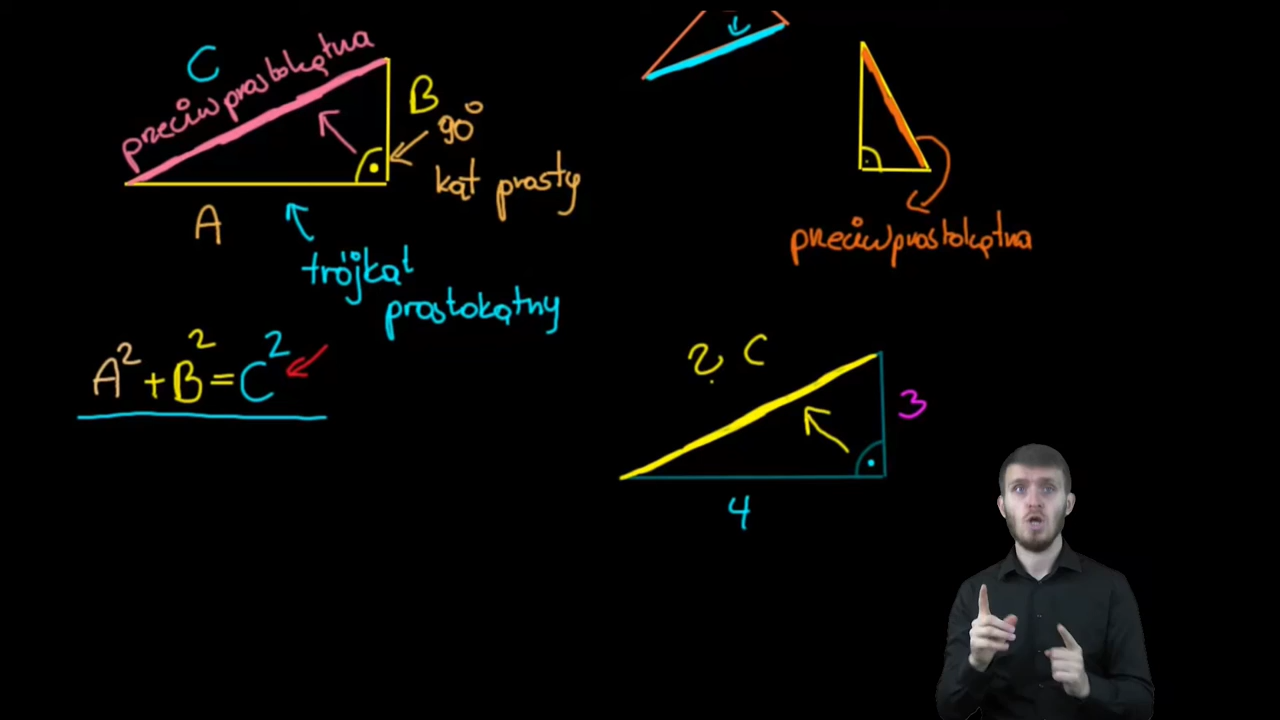 C
przeciwprostokątna
B
90°
kąt prosty
A
trójkąt
prostokątny
przeciwprostokątna
A² + B² = C²
? C
3
4